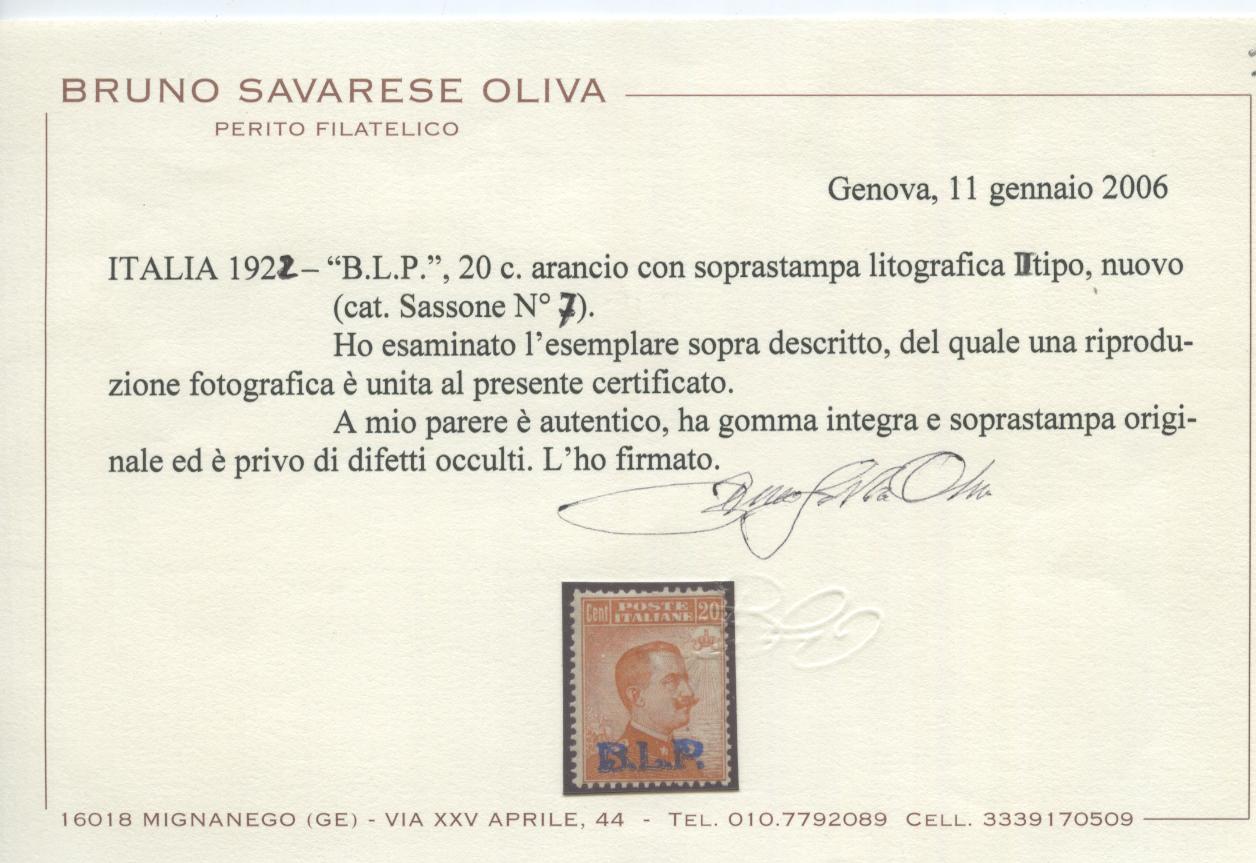 BRUNO SAVARESE OLIVA
PERITO FILATELICO
Genova, 11 gennaio 2006
ITALIA 1922 – “B.L.P.”, 20 c. arancio con soprastampa litografica II tipo, nuovo
(cat. Sassone N° 7).
Ho esaminato l’esemplare sopra descritto, del quale una riprodu-
zione fotografica è unita al presente certificato.
A mio parere è autentico, ha gomma integra e soprastampa origi-
nale ed è privo di difetti occulti. L’ho firmato.
Cent POSTE ITALIANE 20
B.L.P.
16018 MIGNANEGO (GE) - VIA XXV APRILE, 44 - TEL. 010.7792089 CELL. 3339170509